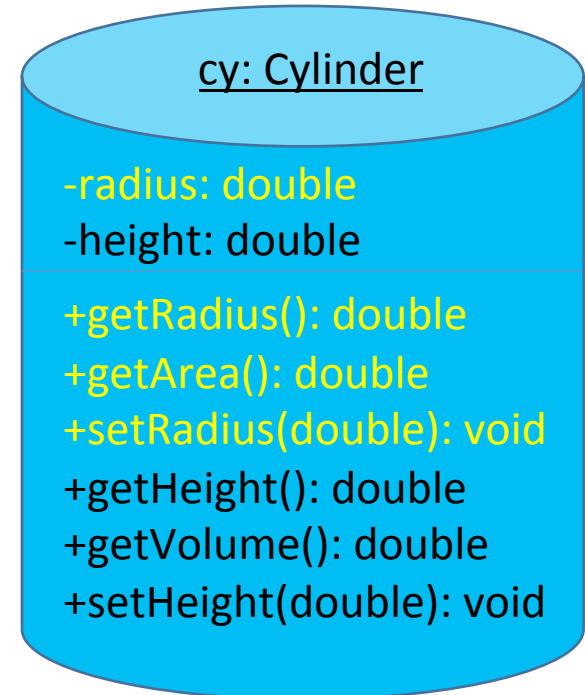 cy: Cylinder
-radius: double
-height: double
+getRadius(): double
+getArea(): double
+setRadius(double): void
+getHeight(): double
+getVolume(): double
+setHeight(double): void